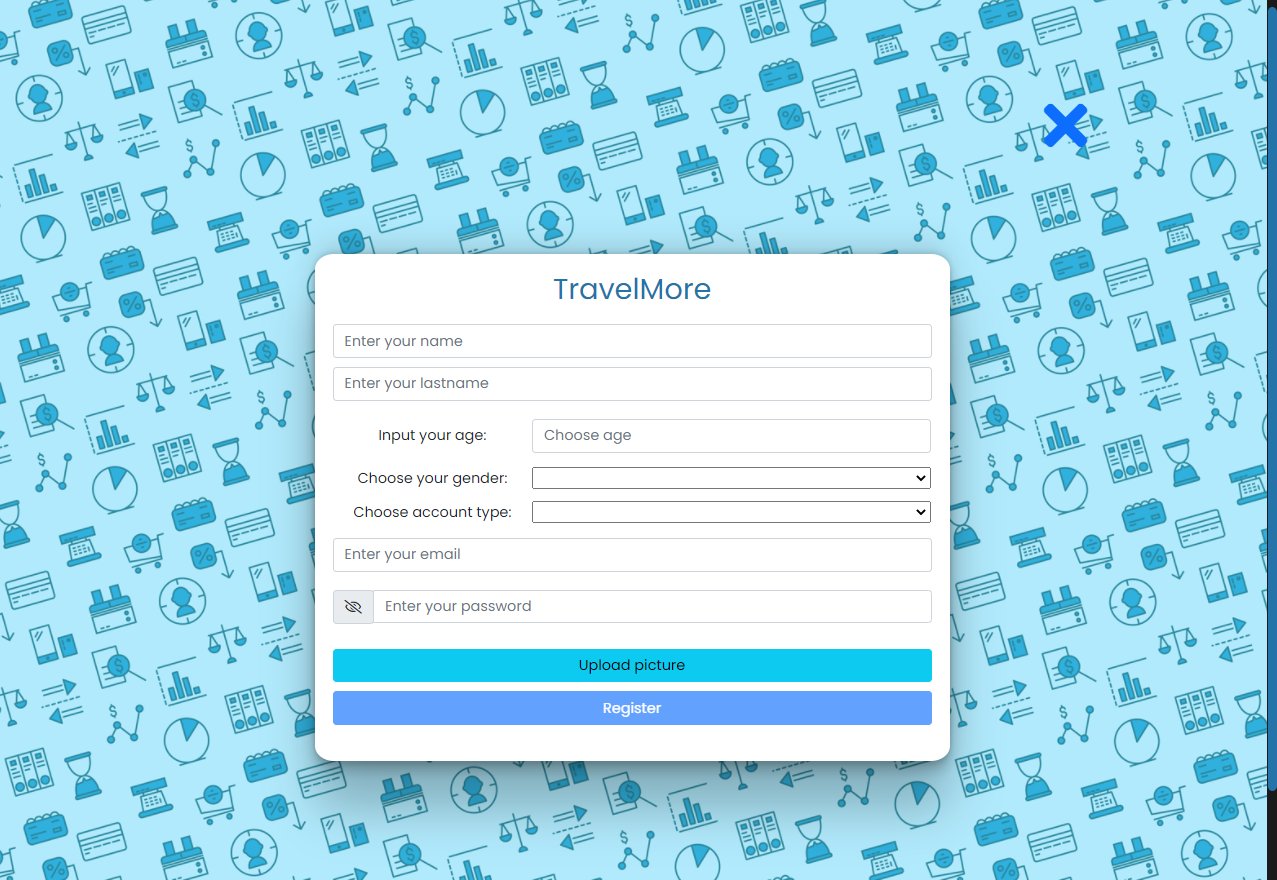 TravelMore
Enter your name
Enter your lastname
Input your age:
Choose age
Choose your gender:
Choose account type:
Enter your email
Enter your password
Upload picture
Register